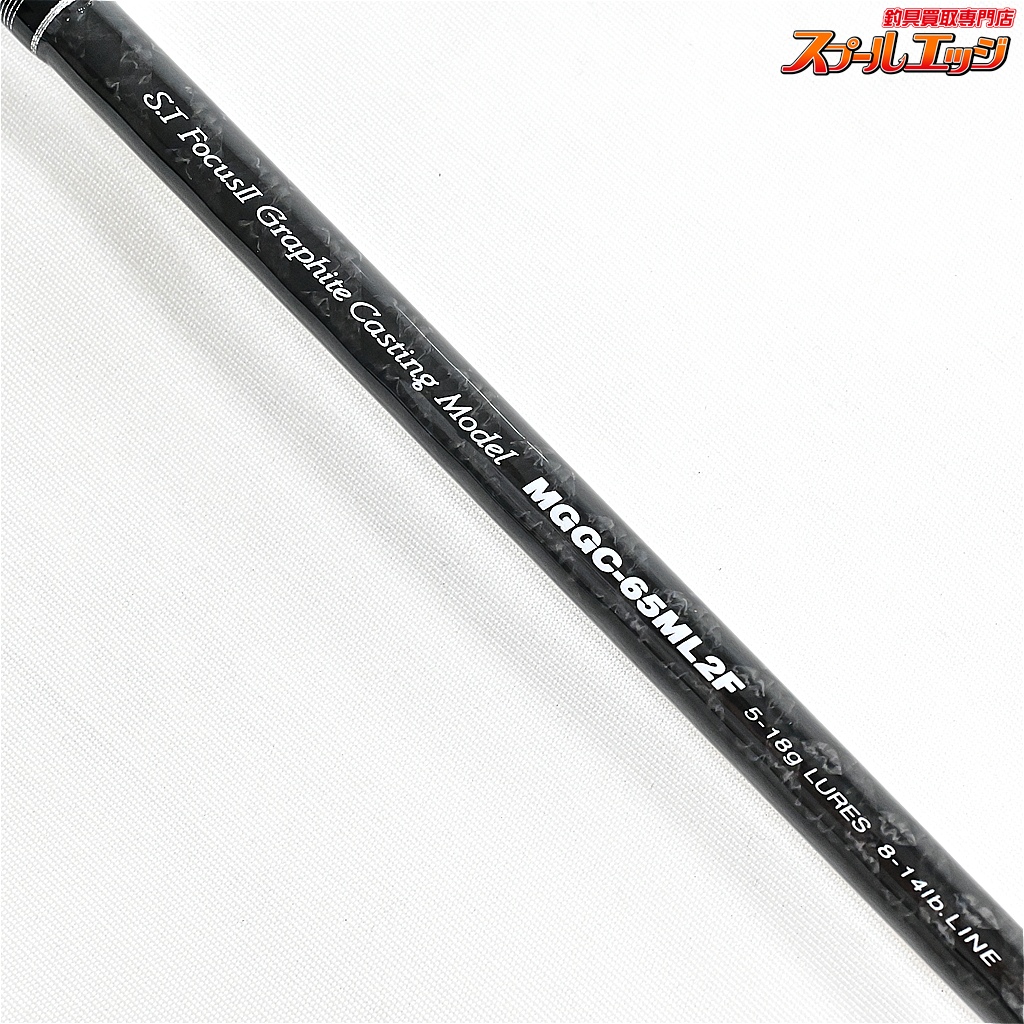 釣具買取専門店
スプールエッジ
S.T FocusII Graphite Casting Model MGGC-65ML2F 5-18g LURES 8-14lb.LINE